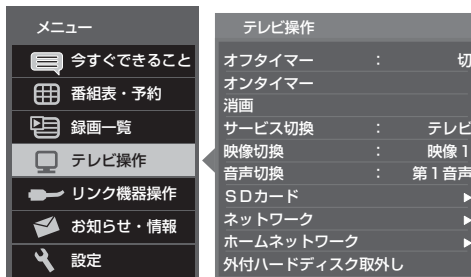 メニュー
今すぐできること
番組表・予約
録画一覧
テレビ操作
リンク機器操作
お知らせ・情報
設定
テレビ操作
オフタイマー : 切
オンタイマー
消画
サービス切換 : テレビ
映像切換 : 映像1
音声切換 : 第1音声
SDカード
ネットワーク
ホームネットワーク
外付ハードディスク取外し